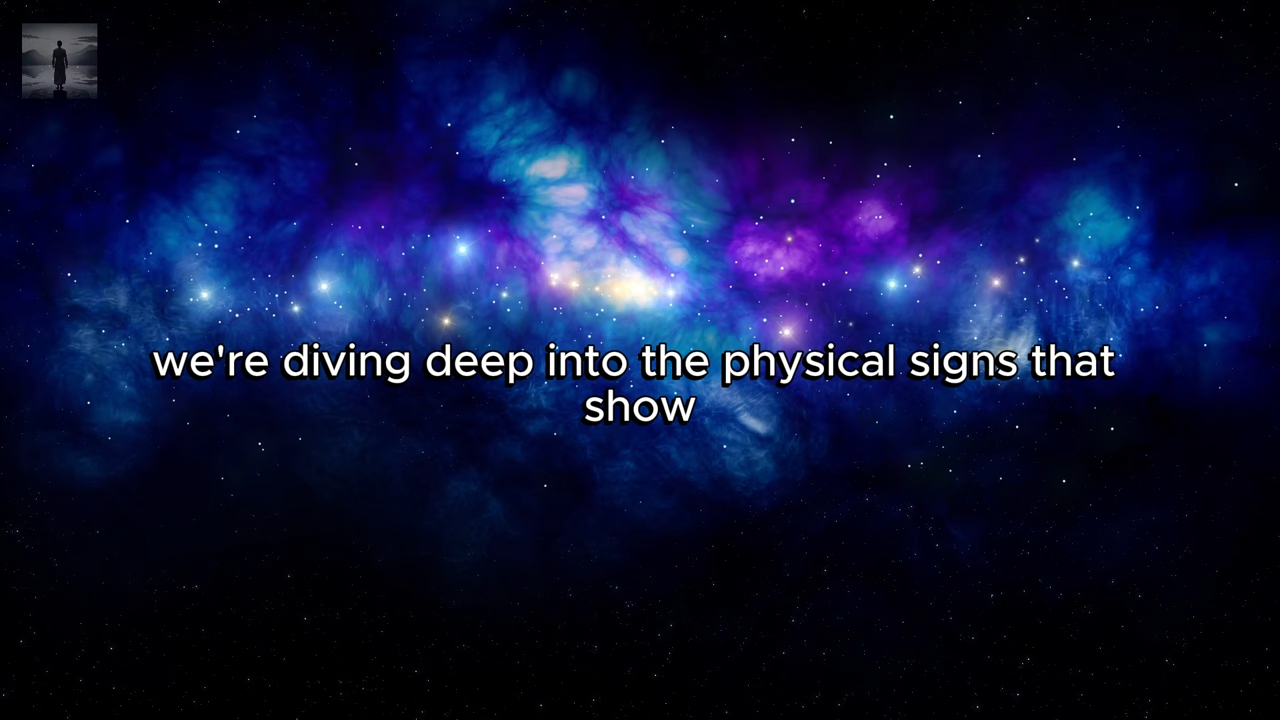 we're diving deep into the physical signs that
show